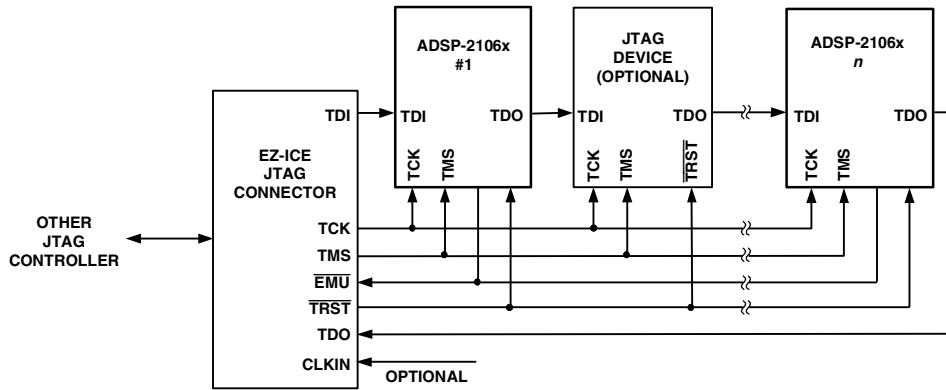 ADSP-2106x
#1
TDI
TDO
TCK
TMS
JTAG
DEVICE
(OPTIONAL)
TDI
TDO
TCK
TMS
TRST
ADSP-2106x
n
TDI
TDO
TCK
TMS
TDI
EZ-ICE
JTAG
CONNECTOR
TCK
TMS
EMU
TRST
TDO
CLKIN
OTHER
JTAG
CONTROLLER
OPTIONAL